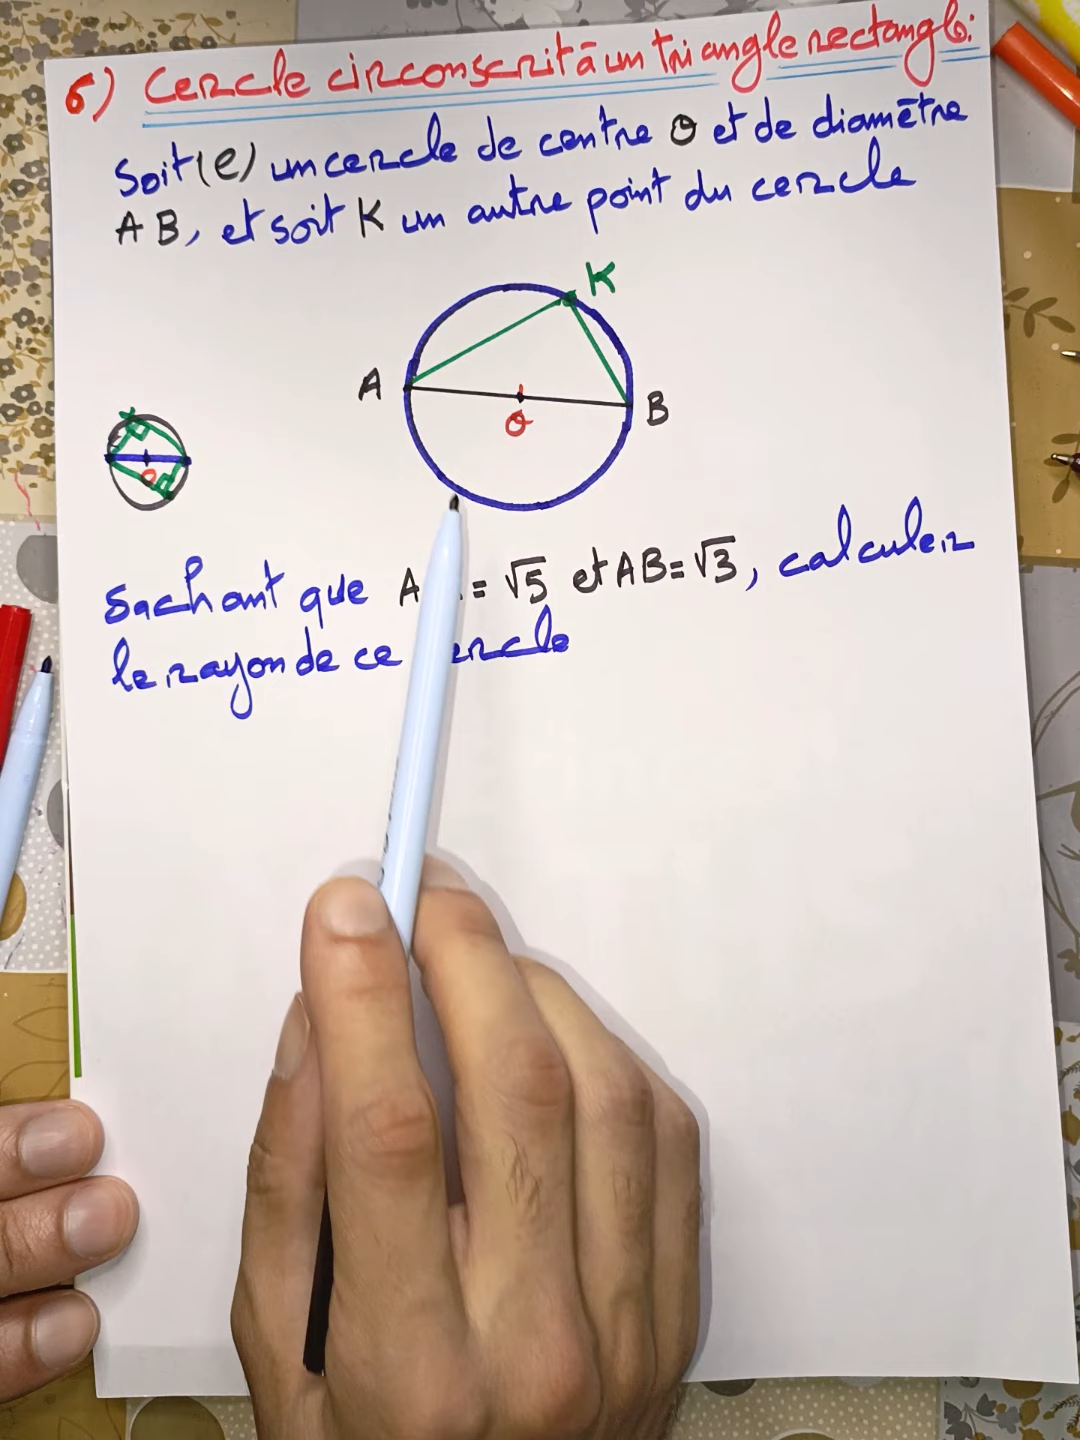 6) Cercle circonscrit à un triangle rectangle:
Soit (C) un cercle de centre O et de diamètre
AB, et soit K un autre point du cercle
K
A
O
B
O
Sachant que A = √5 et AB = √3, calculer
le rayon de ce